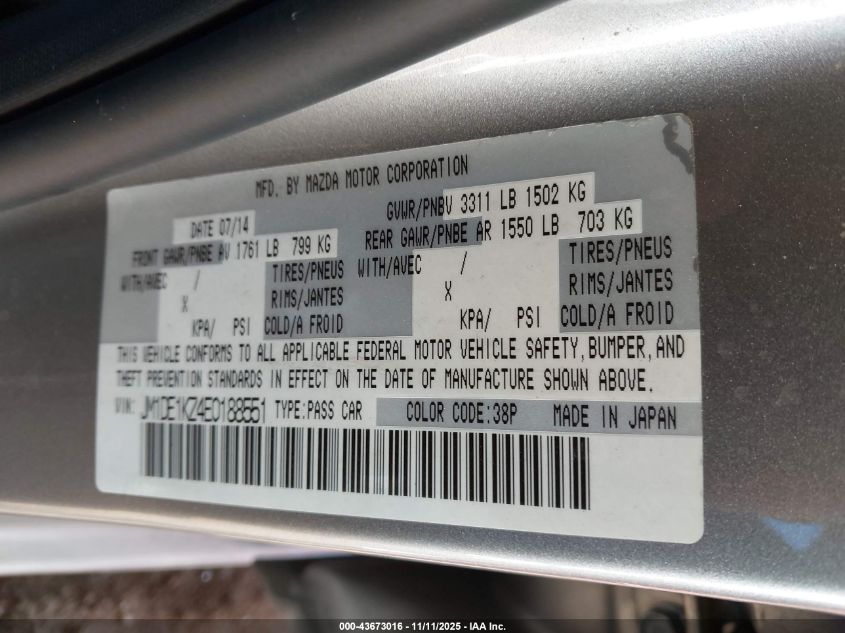 MFD. BY MAZDA MOTOR CORPORATION
DATE 07/14 GVWR/PNBV 3311 LB 1502 KG
FRONT GAWR/PNBE AV 1761 LB 799 KG REAR GAWR/PNBE AR 1550 LB 703 KG
WITH/AVEC / TIRES/PNEUS WITH/AVEC / TIRES/PNEUS
X RIMS/JANTES X RIMS/JANTES
KPA/ PSI COLD/A FROID KPA/ PSI COLD/A FROID
THIS VEHICLE CONFORMS TO ALL APPLICABLE FEDERAL MOTOR VEHICLE SAFETY, BUMPER, AND
THEFT PREVENTION STANDARDS IN EFFECT ON THE DATE OF MANUFACTURE SHOWN ABOVE.
VIN: JM1DE1KZ4E0188551 TYPE:PASS CAR COLOR CODE:38P MADE IN JAPAN
000-43673016 - 11/11/2025 - IAA Inc.